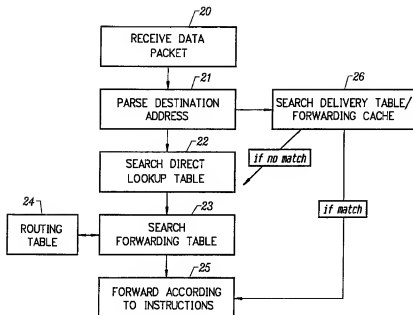 20
RECEIVE DATA
PACKET
21
PARSE DESTINATION
ADDRESS
26
SEARCH DELIVERY TABLE/
FORWARDING CACHE
22
SEARCH DIRECT
LOOKUP TABLE
if no match
if match
24
ROUTING
TABLE
23
SEARCH
FORWARDING TABLE
25
FORWARD ACCORDING
TO INSTRUCTIONS